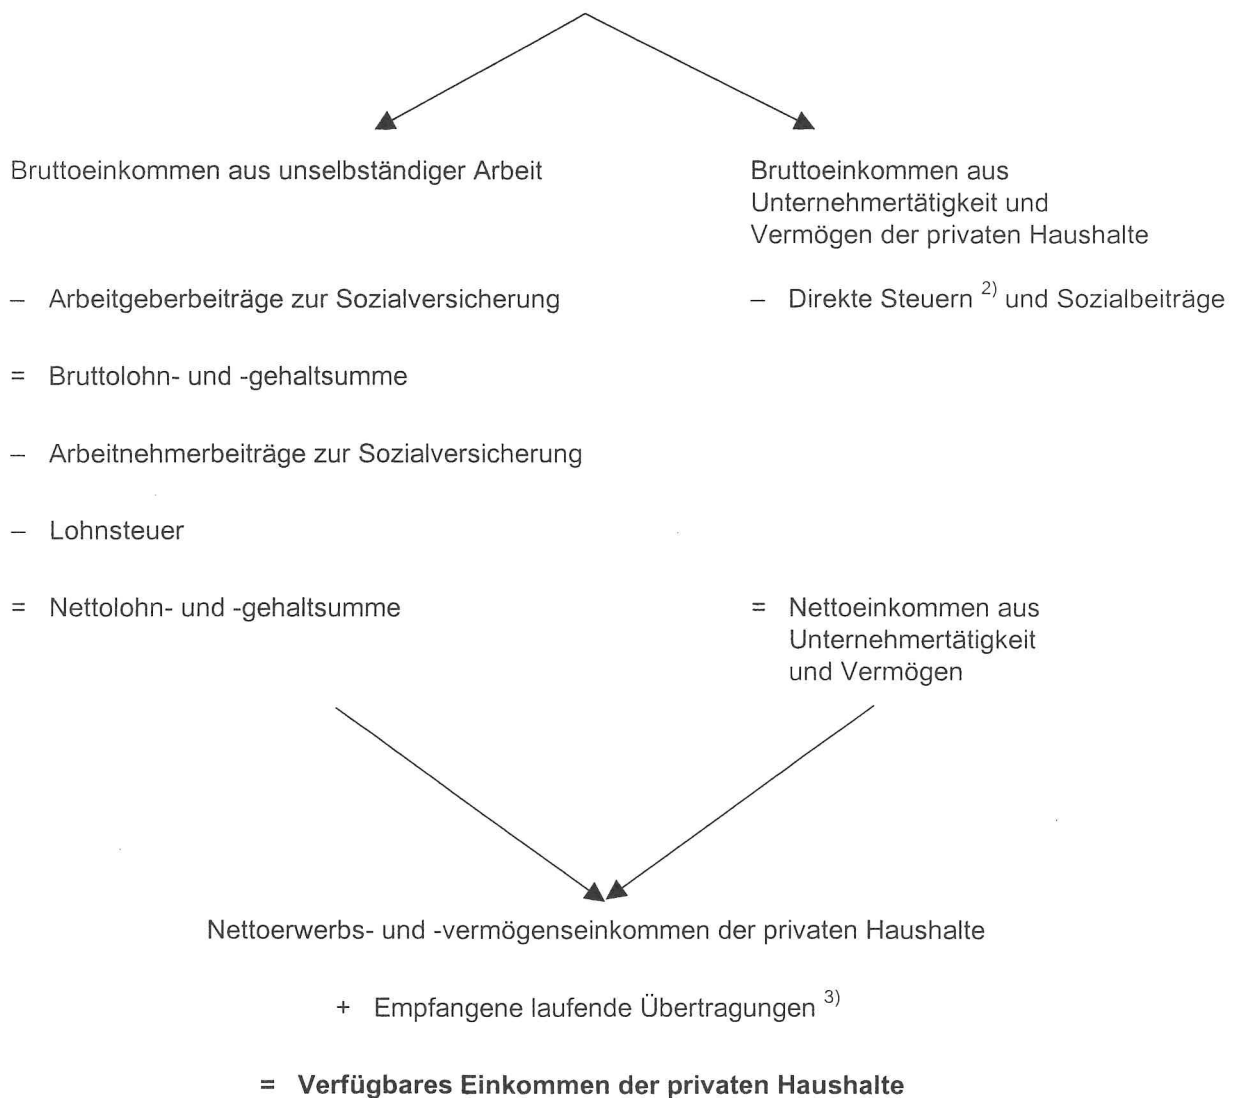 Bruttoeinkommen aus unselbständiger Arbeit
Bruttoeinkommen aus
Unternehmertätigkeit und
Vermögen der privaten Haushalte
– Arbeitgeberbeiträge zur Sozialversicherung
– Direkte Steuern 2) und Sozialbeiträge
= Bruttolohn- und -gehaltsumme
– Arbeitnehmerbeiträge zur Sozialversicherung
– Lohnsteuer
= Nettolohn- und -gehaltsumme
= Nettoeinkommen aus
Unternehmertätigkeit
und Vermögen
Nettoerwerbs- und -vermögenseinkommen der privaten Haushalte
+ Empfangene laufende Übertragungen 3)
= Verfügbares Einkommen der privaten Haushalte